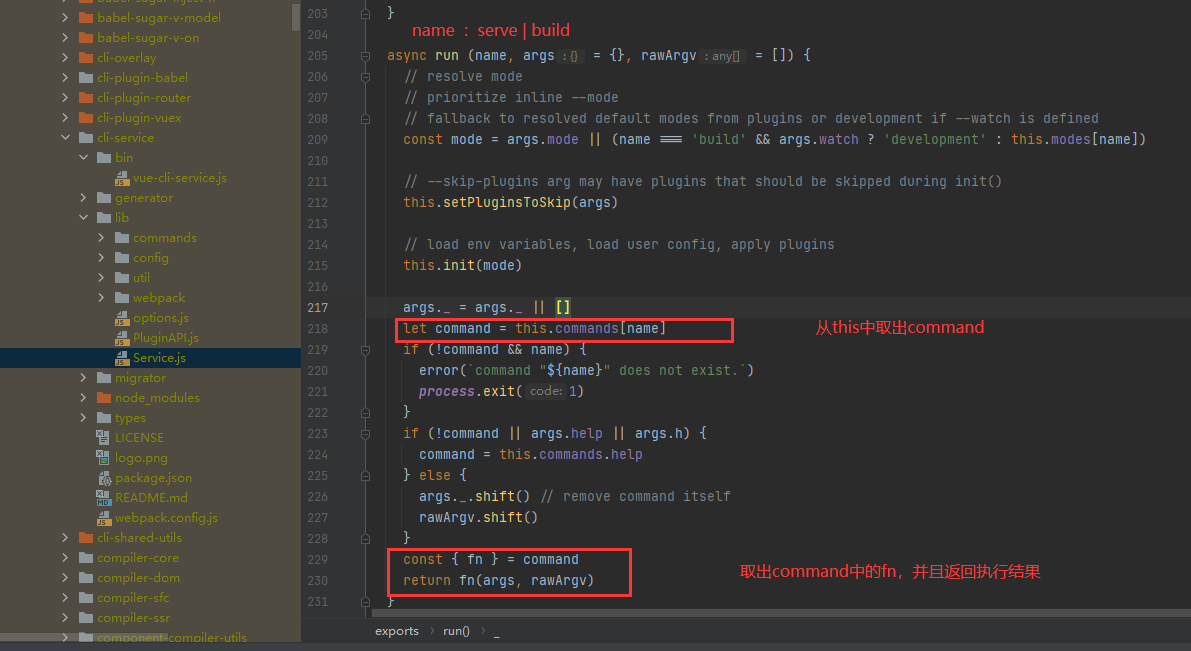 babel-sugar-v-model
babel-sugar-v-on
cli-overlay
cli-plugin-babel
cli-plugin-router
cli-plugin-vuex
cli-service
bin
vue-cli-service.js
generator
lib
commands
config
util
webpack
options.js
PluginAPI.js
Service.js
migrator
node_modules
types
LICENSE
logo.png
package.json
README.md
webpack.config.js
cli-shared-utils
compiler-core
compiler-dom
compiler-sfc
compiler-ssr
component-compiler-utils
203 }
204 name : serve | build
205 async run (name, args : {} = {}, rawArgv : any[] = []) {
206 // resolve mode
207 // prioritize inline --mode
208 // fallback to resolved default modes from plugins or development if --watch is defined
209 const mode = args.mode || (name === 'build' && args.watch ? 'development' : this.modes[name])
210
211 // --skip-plugins arg may have plugins that should be skipped during init()
212 this.setPluginsToSkip(args)
213
214 // load env variables, load user config, apply plugins
215 this.init(mode)
216
217 args._ = args._ || []
218 let command = this.commands[name] 从this中取出command
219 if (!command && name) {
220 error(`command "${name}" does not exist.`)
221 process.exit( code: 1)
222 }
223 if (!command || args.help || args.h) {
224 command = this.commands.help
225 } else {
226 args._.shift() // remove command itself
227 rawArgv.shift()
228 }
229 const { fn } = command 取出command中的fn，并且返回执行结果
230 return fn(args, rawArgv)
231 }
exports > run() > _